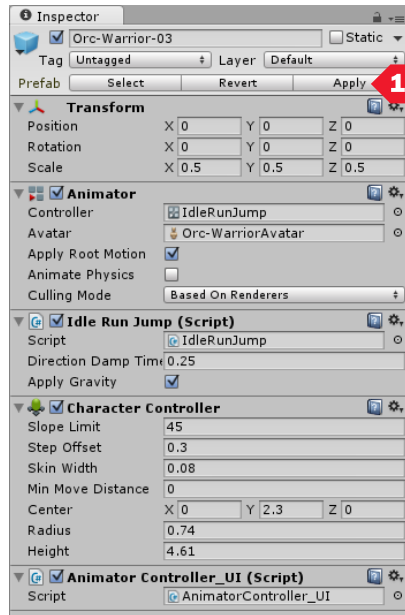 Inspector
Orc-Warrior-03 Static
Tag Untagged Layer Default
Prefab Select Revert Apply 1
Transform
Position X 0 Y 0 Z 0
Rotation X 0 Y 0 Z 0
Scale X 0.5 Y 0.5 Z 0.5
Animator
Controller IdleRunJump
Avatar Orc-WarriorAvatar
Apply Root Motion
Animate Physics
Culling Mode Based On Renderers
Idle Run Jump (Script)
Script IdleRunJump
Direction Damp Time 0.25
Apply Gravity
Character Controller
Slope Limit 45
Step Offset 0.3
Skin Width 0.08
Min Move Distance 0
Center X 0 Y 2.3 Z 0
Radius 0.74
Height 4.61
Animator Controller_UI (Script)
Script AnimatorController_UI